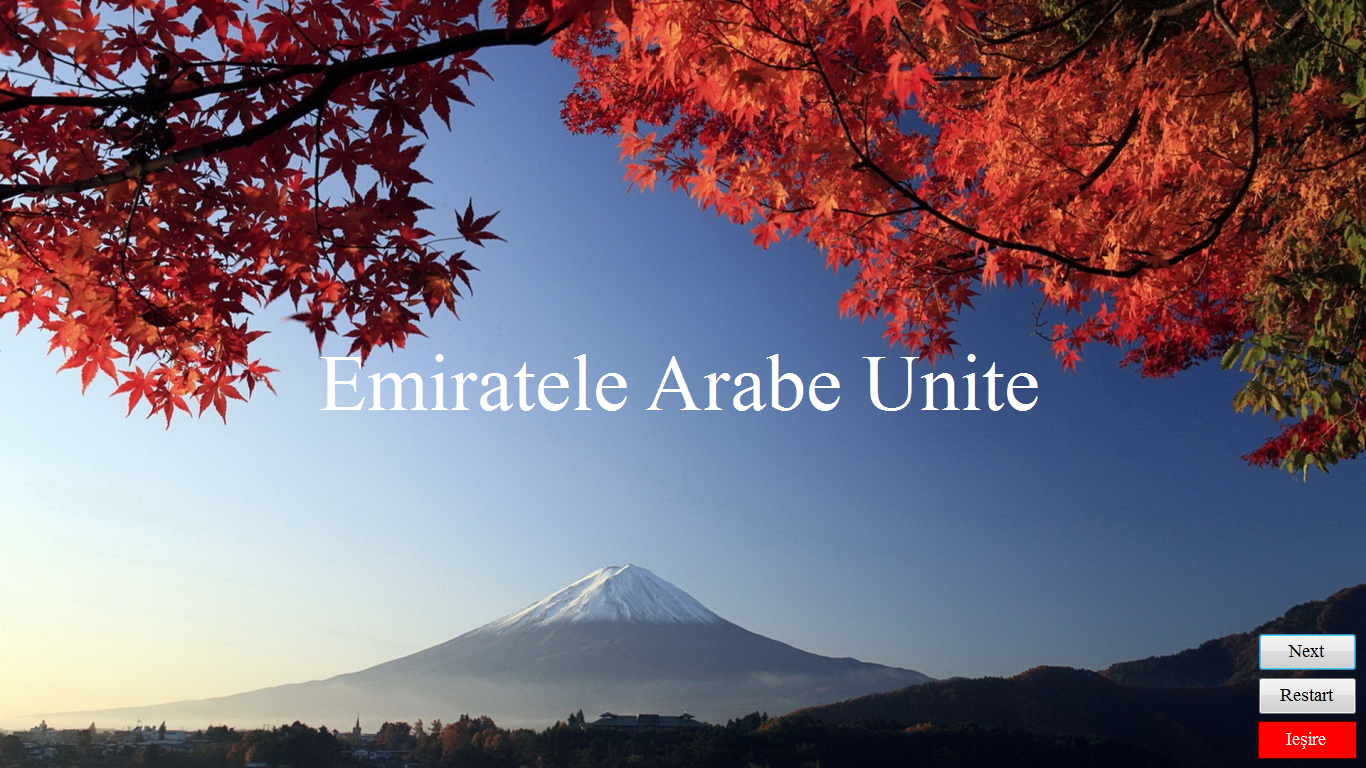 Emiratele Arabe Unite
Next
Restart
Ieşire